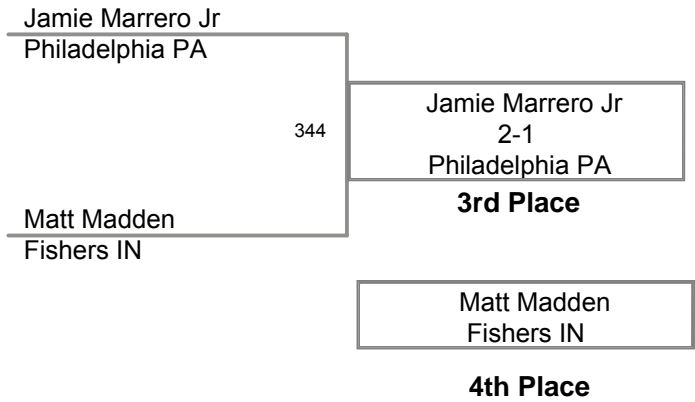 Jamie Marrero Jr
Philadelphia PA
344
Jamie Marrero Jr
2-1
Philadelphia PA
3rd Place
Matt Madden
Fishers IN
Matt Madden
Fishers IN
4th Place